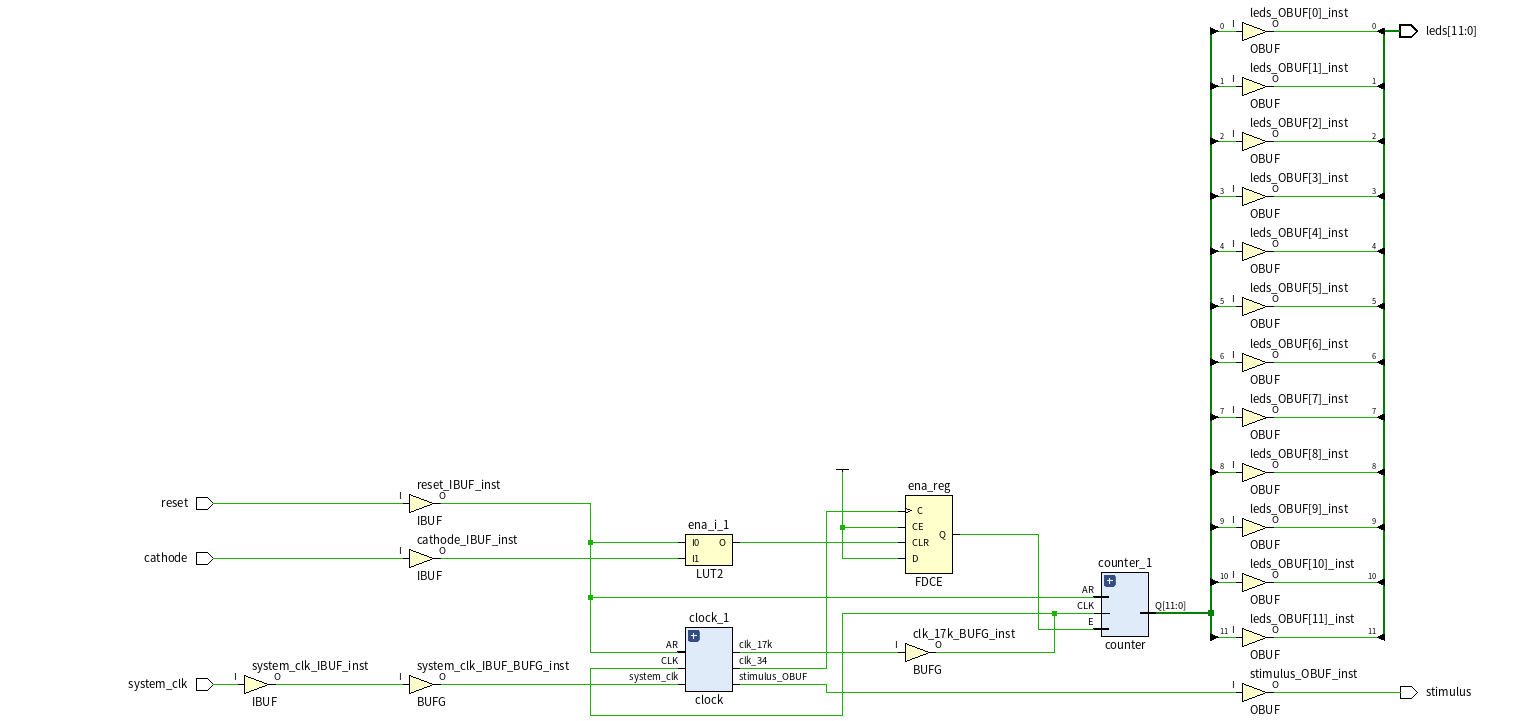 leds_OBUF[0]_inst
0 I O 0 leds[11:0]
OBUF
leds_OBUF[1]_inst
1 I O 1
OBUF
leds_OBUF[2]_inst
2 I O 2
OBUF
leds_OBUF[3]_inst
3 I O 3
OBUF
leds_OBUF[4]_inst
4 I O 4
OBUF
leds_OBUF[5]_inst
5 I O 5
OBUF
leds_OBUF[6]_inst
6 I O 6
OBUF
leds_OBUF[7]_inst
7 I O 7
OBUF
leds_OBUF[8]_inst
8 I O 8
OBUF
leds_OBUF[9]_inst
9 I O 9
OBUF
leds_OBUF[10]_inst
10 I O 10
OBUF
leds_OBUF[11]_inst
11 I O 11
OBUF
reset
reset_IBUF_inst
I O
IBUF
cathode
cathode_IBUF_inst
I O
IBUF
ena_i_1
I0 O
I1
LUT2
ena_reg
C
CE
CLR
D
Q
FDCE
counter_1
+
AR
CLK
E
Q[11:0]
counter
clock_1
+
AR clk_17k
CLK clk_34
system_clk stimulus_OBUF
clock
clk_17k_BUFG_inst
I O
BUFG
system_clk
system_clk_IBUF_inst
I O
IBUF
system_clk_IBUF_BUFG_inst
I O
BUFG
stimulus_OBUF_inst
I O
OBUF
stimulus